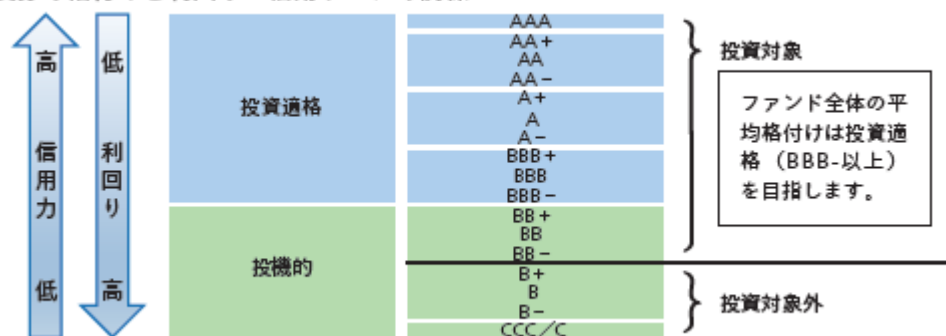 高
信
用
力
低
低
利
回
り
高
投資適格
投機的
AAA
AA+
AA
AA-
A+
A
A-
BBB+
BBB
BBB-
BB+
BB
BB-
B+
B
B-
CCC/C
投資対象
ファンド全体の平
均格付けは投資適
格（BBB-以上）
を目指します。
投資対象外